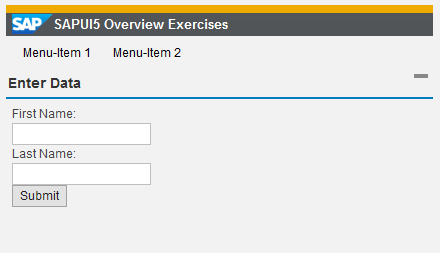 SAP SAPUI5 Overview Exercises
Menu-Item 1 Menu-Item 2
Enter Data
First Name:
Last Name:
Submit